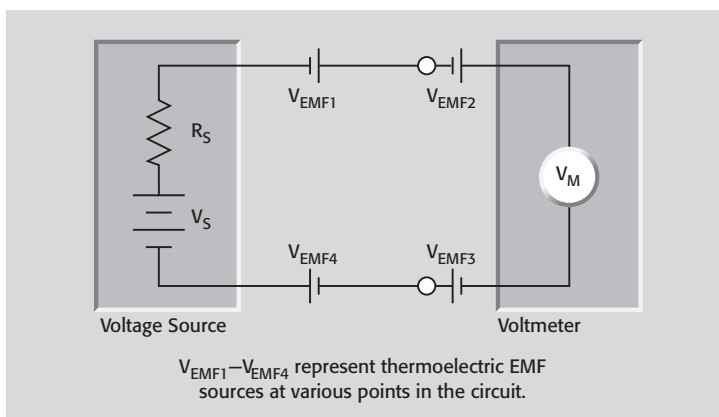 V_EMF1
V_EMF2
R_S
V_M
V_S
V_EMF4
V_EMF3
Voltage Source
Voltmeter
V_EMF1–V_EMF4 represent thermoelectric EMF
sources at various points in the circuit.